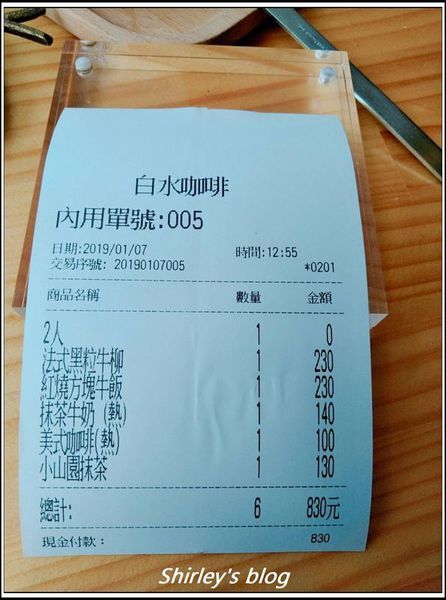 白水咖啡
內用單號:005
日期:2019/01/07 時間:12:55
交易序號: 20190107005 *0201
商品名稱 數量 金額
2人 1 0
法式黑粒牛柳 1 230
紅燒方塊牛飯 1 230
抹茶牛奶 (熱) 1 140
美式咖啡(熱) 1 100
小山園抹茶 1 130
總計: 6 830元
現金付款: 830
Shirley's blog